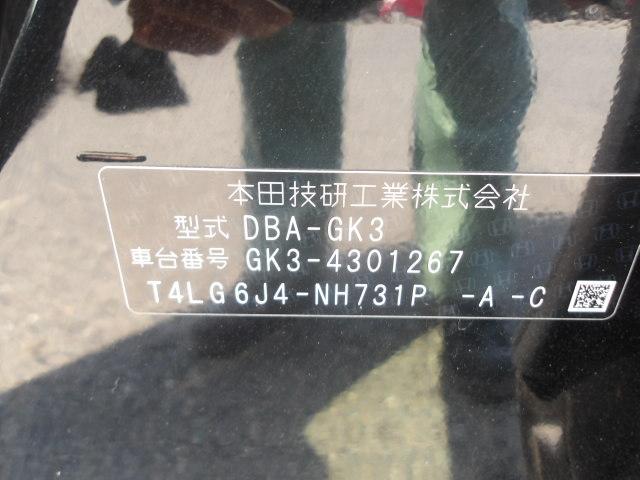 本田技研工業株式会社
型式 DBA-GK3
車台番号 GK3-4301267
T4LG6J4-NH731P -A -C